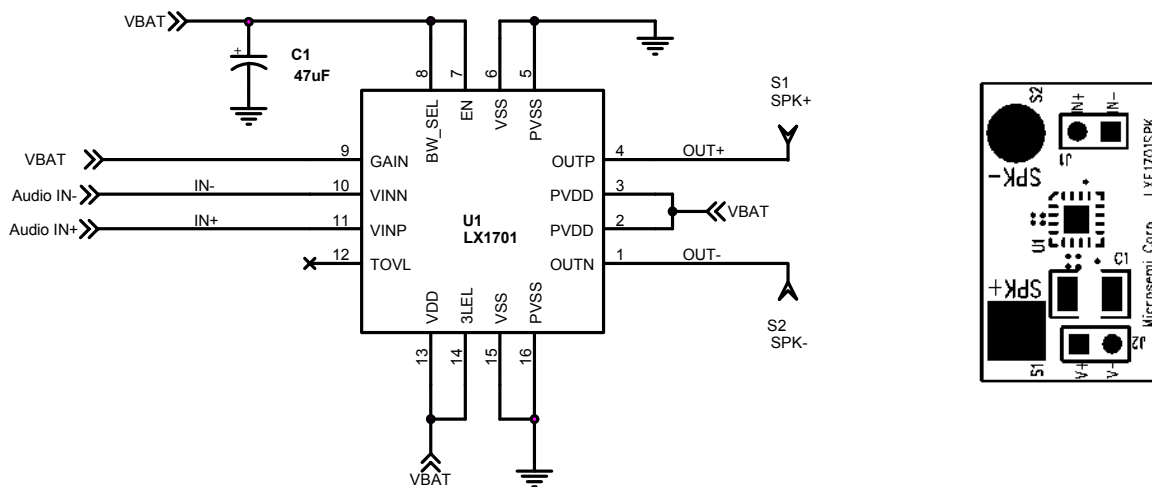 VBAT
C1
+
47uF
8
7
6
5
BW_SEL
EN
VSS
PVSS
S1
SPK+
VBAT
9
GAIN
OUTP
4
OUT+
Audio IN-
IN-
10
VINN
PVDD
3
VBAT
Audio IN+
IN+
11
VINP
PVDD
2
U1
LX1701
12
TOVL
OUTN
1
OUT-
VDD
3LEL
VSS
PVSS
S2
SPK-
13
14
15
16
VBAT
S2
IN+
IN-
J1
SPK-
U1
C1
SPK+
S1
J2
V+
V-
Microsemi Corp
LXE1701SPK